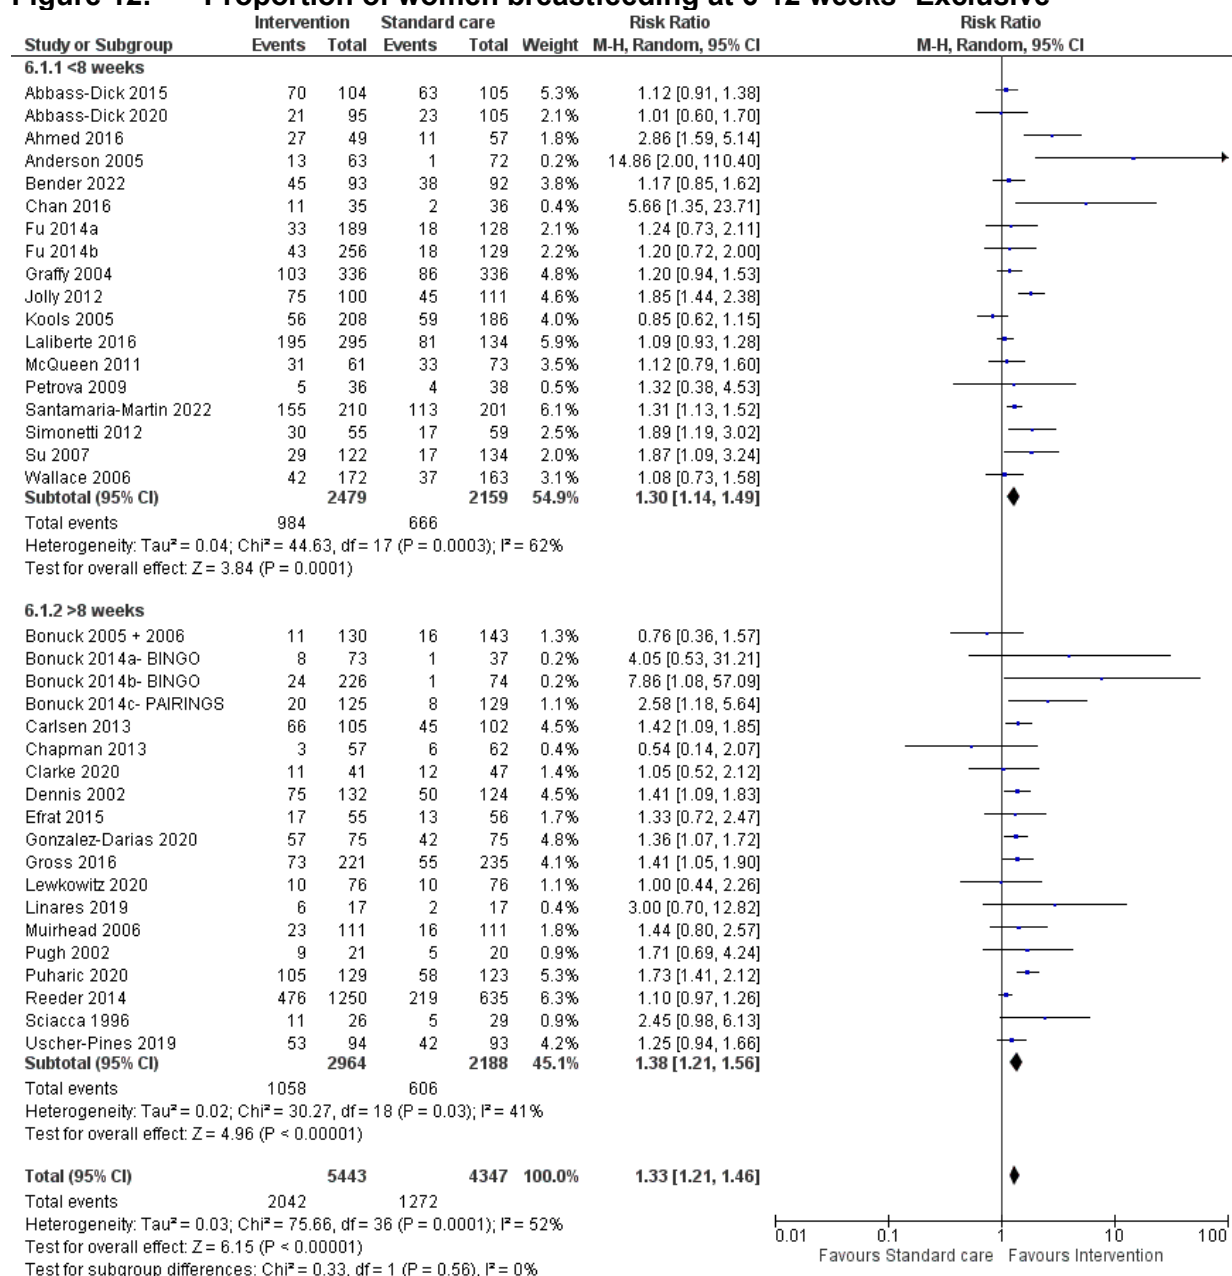 Figure 12: Proportion of women breastfeeding at 6-12 weeks- Exclusive
Intervention Standard care Risk Ratio Risk Ratio
Study or Subgroup Events Total Events Total Weight M-H, Random, 95% CI M-H, Random, 95% CI
6.1.1 <8 weeks
Abbass-Dick 2015 70 104 63 105 5.3% 1.12 [0.91, 1.38]
Abbass-Dick 2020 21 95 23 105 2.1% 1.01 [0.60, 1.70]
Ahmed 2016 27 49 11 57 1.8% 2.86 [1.59, 5.14]
Anderson 2005 13 63 1 72 0.2% 14.86 [2.00, 110.40]
Bender 2022 45 93 38 92 3.8% 1.17 [0.85, 1.62]
Chan 2016 11 35 2 36 0.4% 5.66 [1.35, 23.71]
Fu 2014a 33 189 18 128 2.1% 1.24 [0.73, 2.11]
Fu 2014b 43 256 18 129 2.2% 1.20 [0.72, 2.00]
Graffy 2004 103 336 86 336 4.8% 1.20 [0.94, 1.53]
Jolly 2012 75 100 45 111 4.6% 1.85 [1.44, 2.38]
Kools 2005 56 208 59 186 4.0% 0.85 [0.62, 1.15]
Laliberte 2016 195 295 81 134 5.9% 1.09 [0.93, 1.28]
McQueen 2011 31 61 33 73 3.5% 1.12 [0.79, 1.60]
Petrova 2009 5 36 4 38 0.5% 1.32 [0.38, 4.53]
Santamaria-Martin 2022 155 210 113 201 6.1% 1.31 [1.13, 1.52]
Simonetti 2012 30 55 17 59 2.5% 1.89 [1.19, 3.02]
Su 2007 29 122 17 134 2.0% 1.87 [1.09, 3.24]
Wallace 2006 42 172 37 163 3.1% 1.08 [0.73, 1.58]
Subtotal (95% CI) 2479 2159 54.9% 1.30 [1.14, 1.49]
Total events 984 666
Heterogeneity: Tau² = 0.04; Chi² = 44.63, df = 17 (P = 0.0003); I² = 62%
Test for overall effect: Z = 3.84 (P = 0.0001)
6.1.2 >8 weeks
Bonuck 2005 + 2006 11 130 16 143 1.3% 0.76 [0.36, 1.57]
Bonuck 2014a- BINGO 8 73 1 37 0.2% 4.05 [0.53, 31.21]
Bonuck 2014b- BINGO 24 226 1 74 0.2% 7.86 [1.08, 57.09]
Bonuck 2014c- PAIRINGS 20 125 8 129 1.1% 2.58 [1.18, 5.64]
Carlsen 2013 66 105 45 102 4.5% 1.42 [1.09, 1.85]
Chapman 2013 3 57 6 62 0.4% 0.54 [0.14, 2.07]
Clarke 2020 11 41 12 47 1.4% 1.05 [0.52, 2.12]
Dennis 2002 75 132 50 124 4.5% 1.41 [1.09, 1.83]
Efrat 2015 17 55 13 56 1.7% 1.33 [0.72, 2.47]
Gonzalez-Darias 2020 57 75 42 75 4.8% 1.36 [1.07, 1.72]
Gross 2016 73 221 55 235 4.1% 1.41 [1.05, 1.90]
Lewkowitz 2020 10 76 10 76 1.1% 1.00 [0.44, 2.26]
Linares 2019 6 17 2 17 0.4% 3.00 [0.70, 12.82]
Muirhead 2006 23 111 16 111 1.8% 1.44 [0.80, 2.57]
Pugh 2002 9 21 5 20 0.9% 1.71 [0.69, 4.24]
Puharic 2020 105 129 58 123 5.3% 1.73 [1.41, 2.12]
Reeder 2014 476 1250 219 635 6.3% 1.10 [0.97, 1.26]
Sciacca 1996 11 26 5 29 0.9% 2.45 [0.98, 6.13]
Uscher-Pines 2019 53 94 42 93 4.2% 1.25 [0.94, 1.66]
Subtotal (95% CI) 2964 2188 45.1% 1.38 [1.21, 1.56]
Total events 1058 606
Heterogeneity: Tau² = 0.02; Chi² = 30.27, df = 18 (P = 0.03); I² = 41%
Test for overall effect: Z = 4.96 (P < 0.00001)
Total (95% CI) 5443 4347 100.0% 1.33 [1.21, 1.46]
Total events 2042 1272
Heterogeneity: Tau² = 0.03; Chi² = 75.66, df = 36 (P = 0.0001); I² = 52%
Test for overall effect: Z = 6.15 (P < 0.00001)
Test for subgroup differences: Chi² = 0.33, df = 1 (P = 0.56), I² = 0%
0.01 0.1 1 10 100
Favours Standard care Favours Intervention